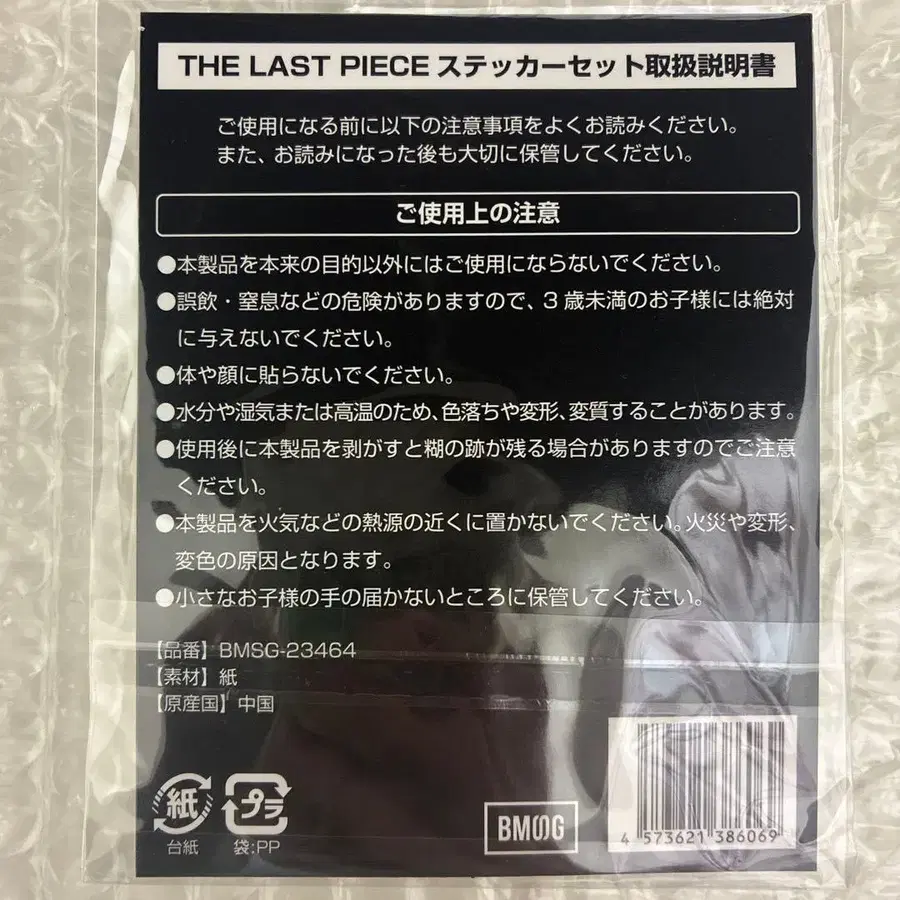 THE LAST PIECE ステッカーセット取扱説明書
ご使用になる前に以下の注意事項をよくお読みください。
また、お読みになった後も大切に保管してください。
ご使用上の注意
●本製品を本来の目的以外にはご使用にならないでください。
●誤飲・窒息などの危険がありますので、3歳未満のお子様には絶対
に与えないでください。
●体や顔に貼らないでください。
●水分や湿気または高温のため、色落ちや変形、変質することがあります。
●使用後に本製品を剥がすと糊の跡が残る場合がありますのでご注意
ください。
●本製品を火気などの熱源の近くに置かないでください。火災や変形、
変色の原因となります。
●小さなお子様の手の届かないところに保管してください。
【品番】BMSG-23464
【素材】紙
【原産国】中国
紙
台紙
プラ
袋:PP
BMSG
4 573621 386069